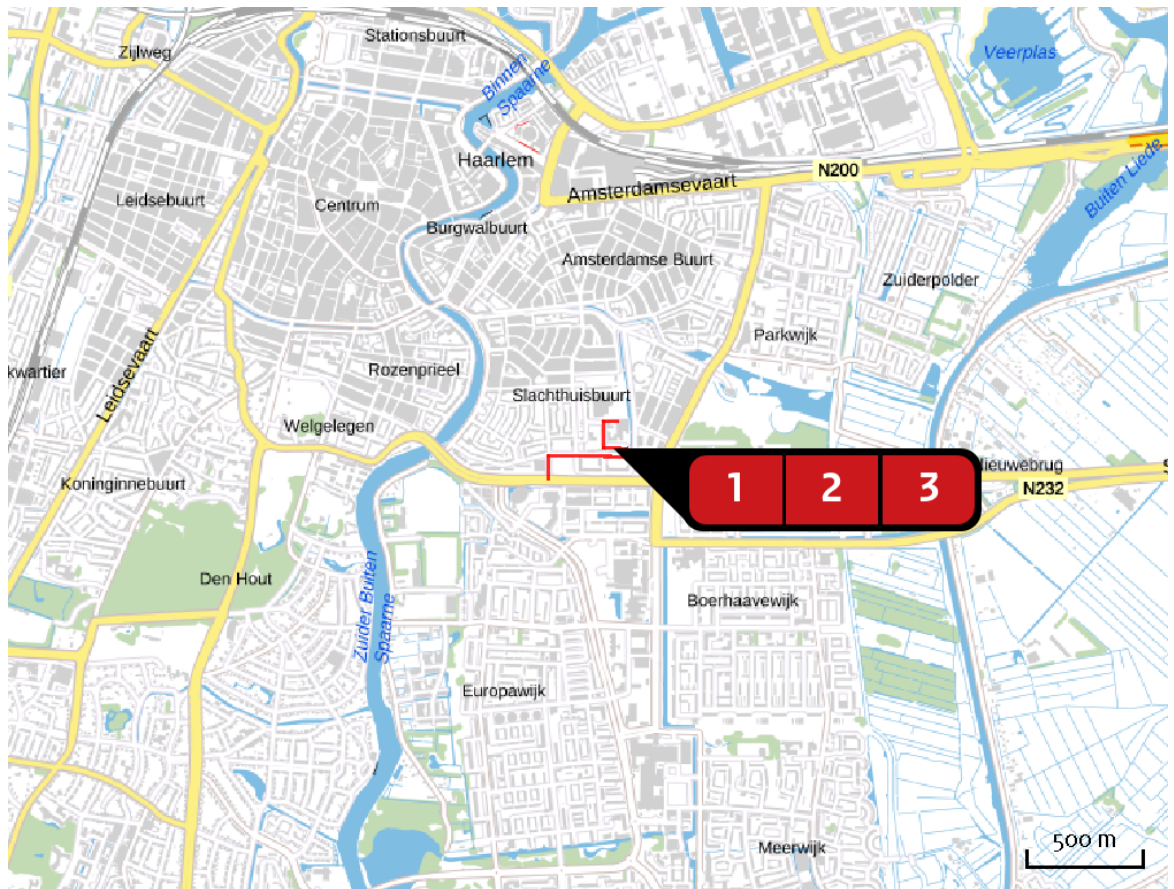 Stationsbuurt
Zijlweg
Veerplas
Binnen
Spaarne
Haarlem
N200
Amsterdamsevaart
Buiten Liede
Leidsebuurt
Centrum
Burgwalbuurt
Amsterdamse Buurt
Zuiderpolder
Parkwijk
kwartier
Leidsevaart
Rozenprieel
Slachthuisbuurt
Welgelegen
Nieuwebrug
S
Koninginnebuurt
1 2 3
N232
Den Hout
Zuider Buiten
Spaarne
Boerhaavewijk
Europawijk
Meerwijk
500 m